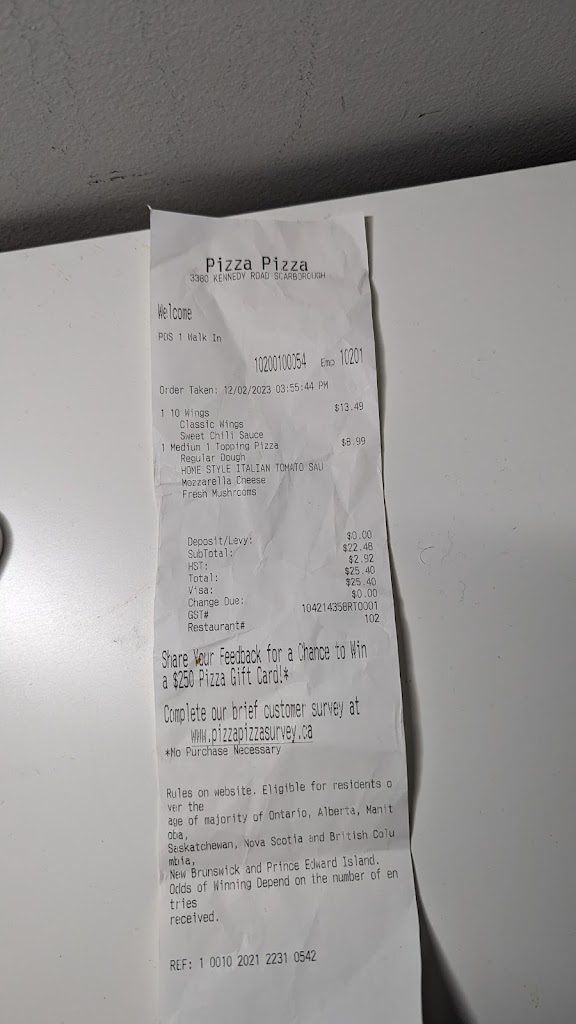 Pizza Pizza
3380 KENNEDY ROAD SCARBOROUGH
Welcome
POS 1 Walk In
10200100054 Emp 10201
Order Taken: 12/02/2023 03:55:44 PM
1 10 Wings $13.49
Classic Wings
Sweet Chili Sauce
1 Medium 1 Topping Pizza $8.99
Regular Dough
HOME STYLE ITALIAN TOMATO SAU
Mozzarella Cheese
Fresh Mushrooms
Deposit/Levy: $0.00
SubTotal: $22.48
HST: $2.92
Total: $25.40
Visa: $25.40
Change Due: $0.00
GST# 104214358RT0001
Restaurant# 102
Share Your Feedback for a Chance to Win
a $250 Pizza Gift Card!*
Complete our brief customer survey at
www.pizzapizzasurvey.ca
*No Purchase Necessary
Rules on website. Eligible for residents o
ver the
age of majority of Ontario, Alberta, Manit
oba,
Saskatchewan, Nova Scotia and British Colu
mbia,
New Brunswick and Prince Edward Island.
Odds of Winning Depend on the number of en
tries
received.
REF: 1 0010 2021 2231 0542